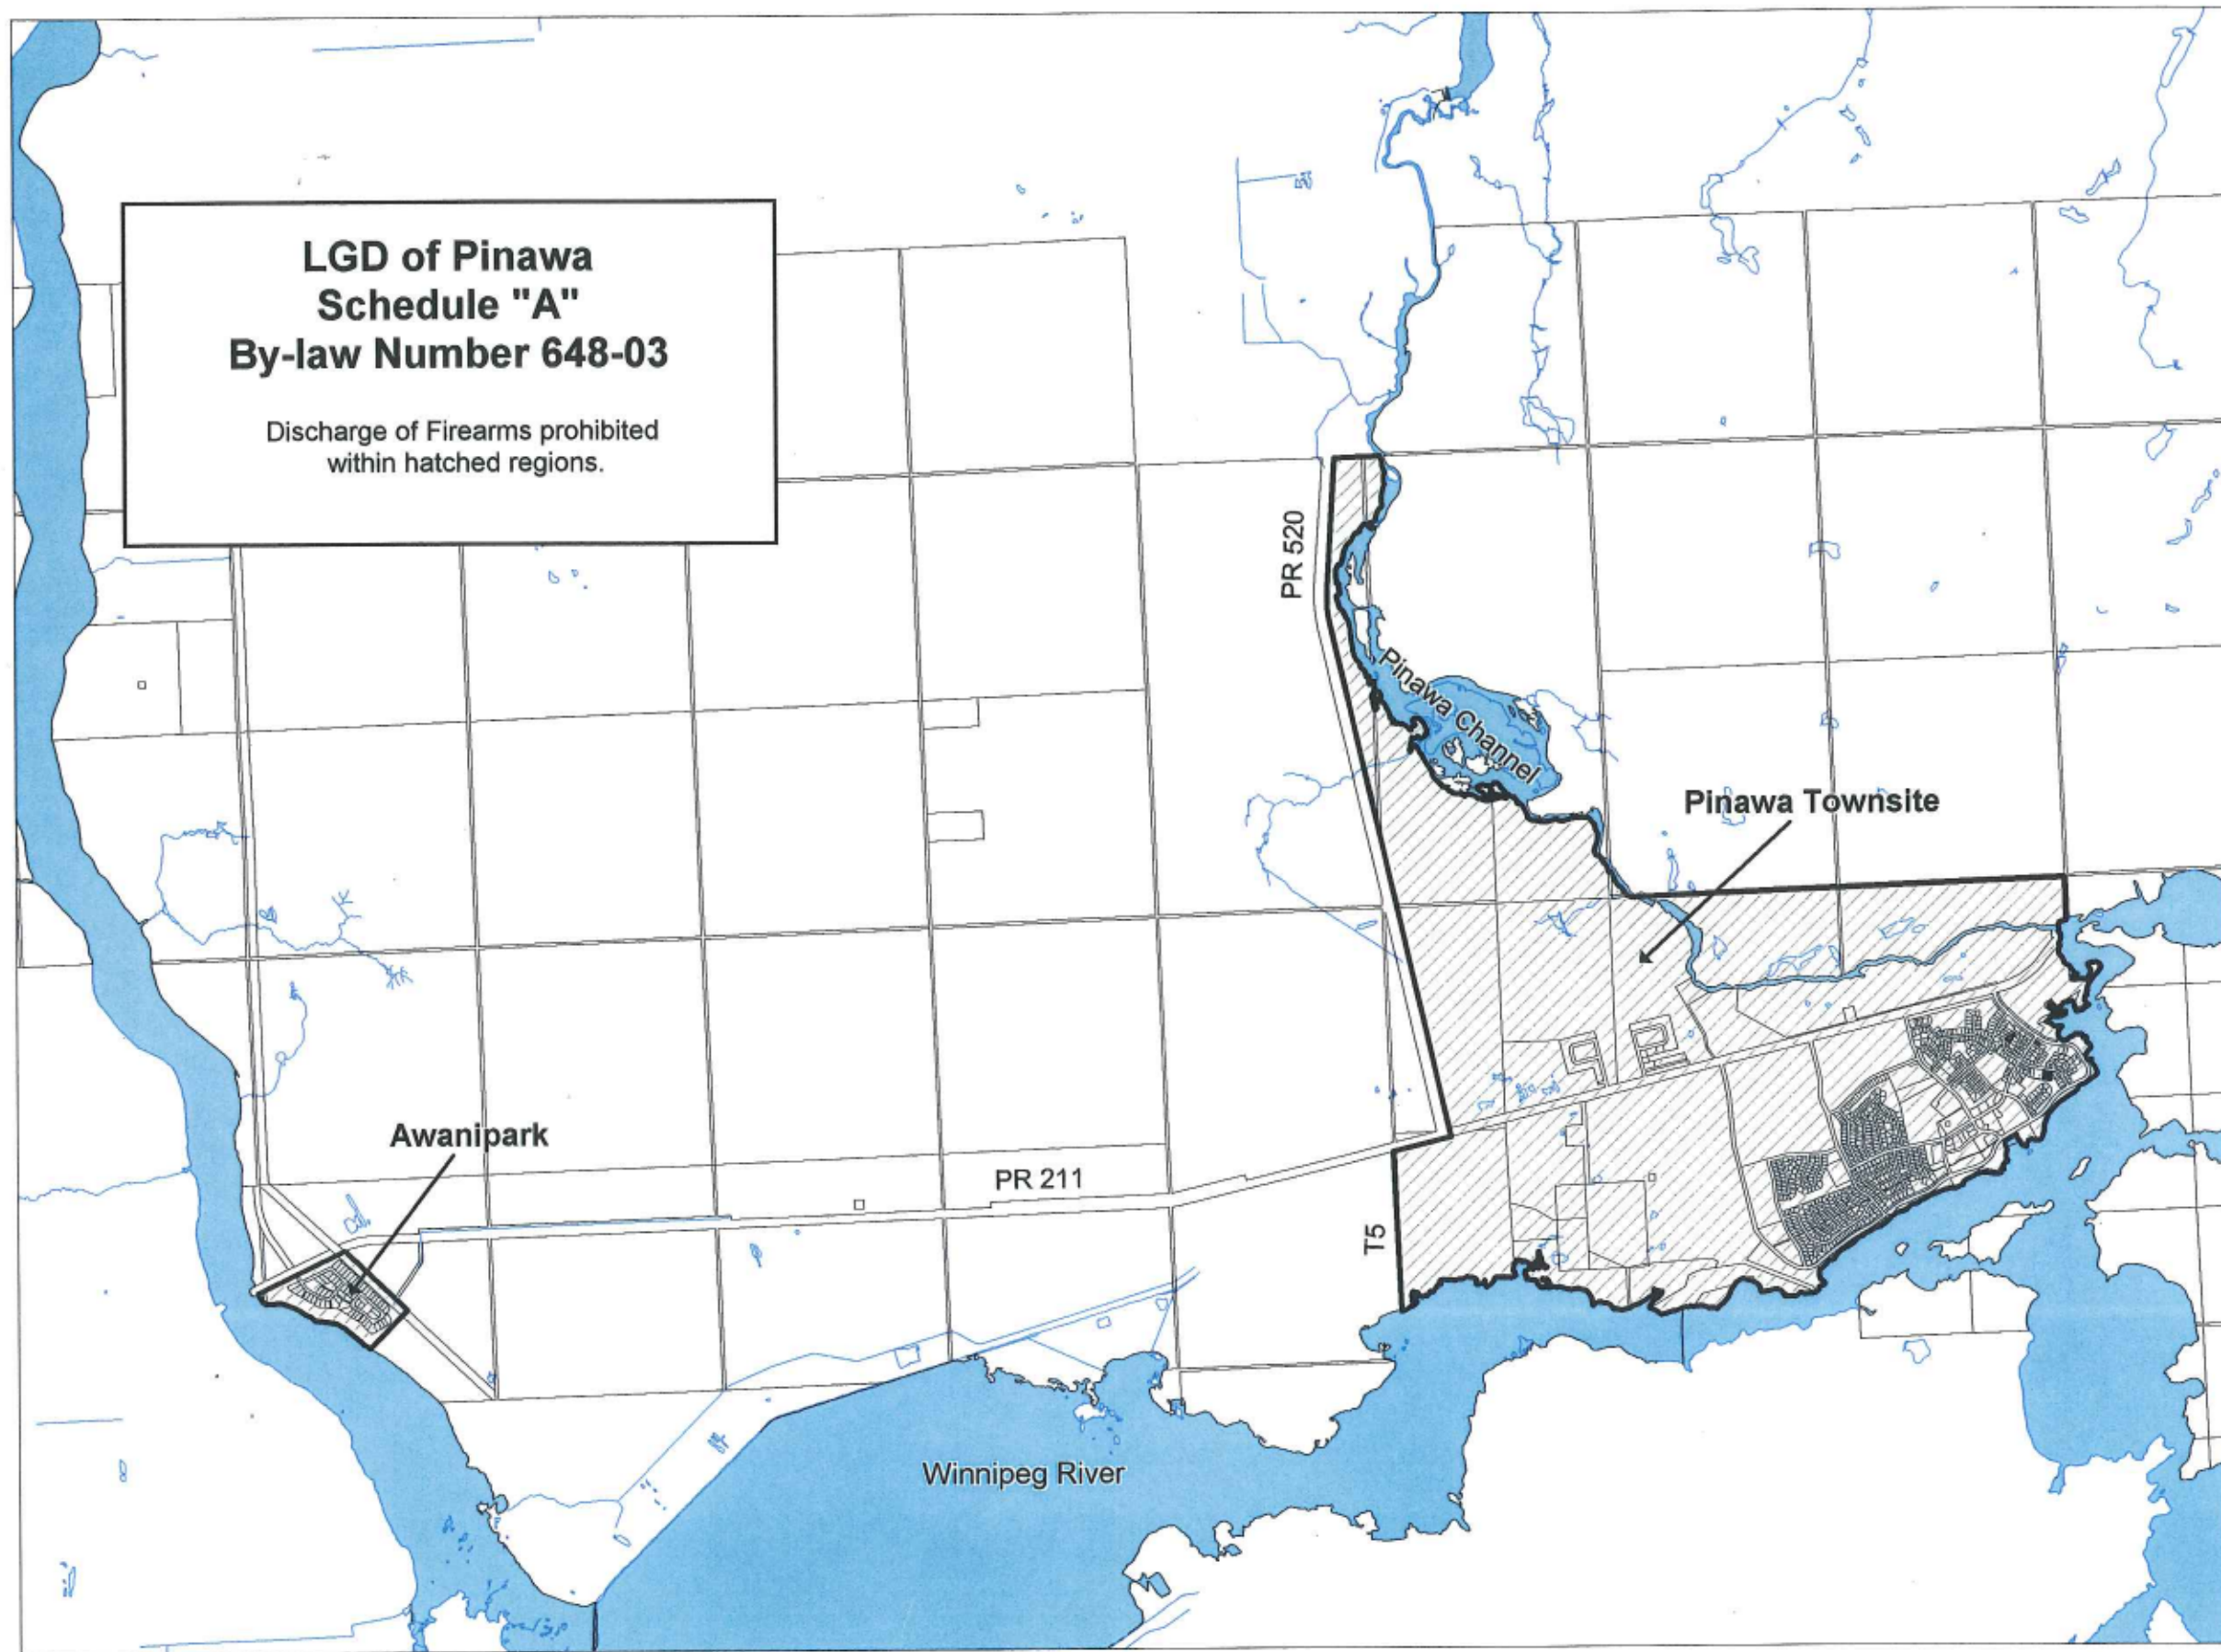 LGD of Pinawa
Schedule "A"
By-law Number 648-03
Discharge of Firearms prohibited
within hatched regions.
PR 520
Pinawa Channel
Pinawa Townsite
Awanipark
PR 211
T5
Winnipeg River